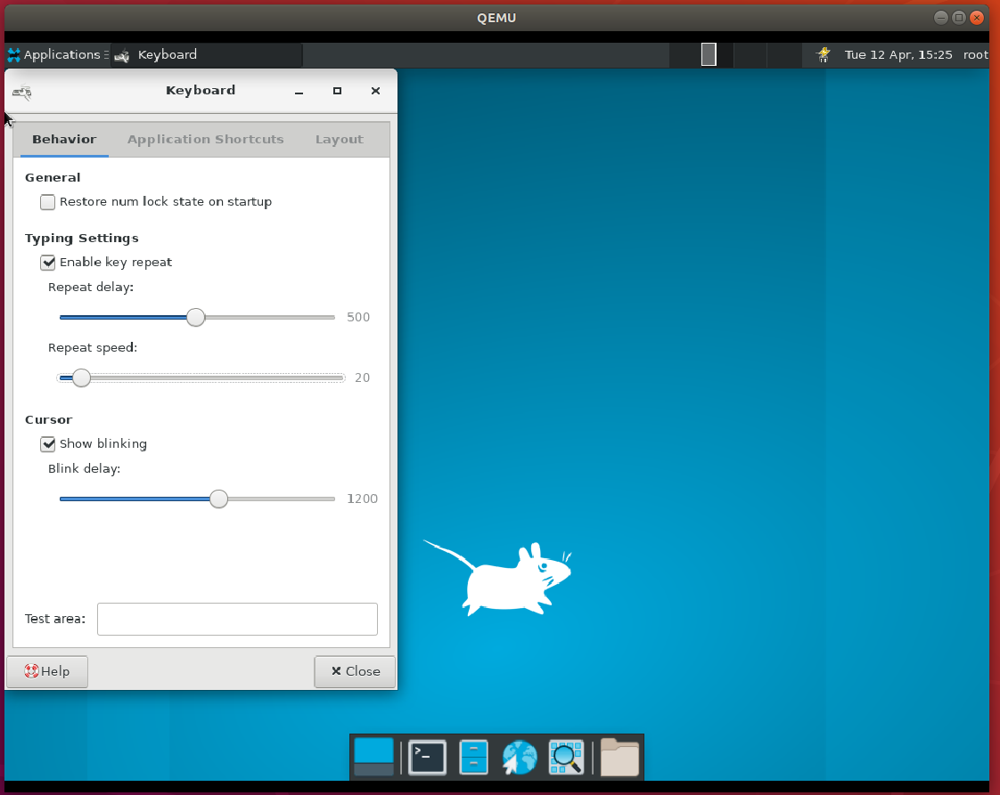 QEMU
Applications Keyboard Tue 12 Apr, 15:25 root
Keyboard
Behavior Application Shortcuts Layout
General
Restore num lock state on startup
Typing Settings
Enable key repeat
Repeat delay:
500
Repeat speed:
20
Cursor
Show blinking
Blink delay:
1200
Test area:
Help Close